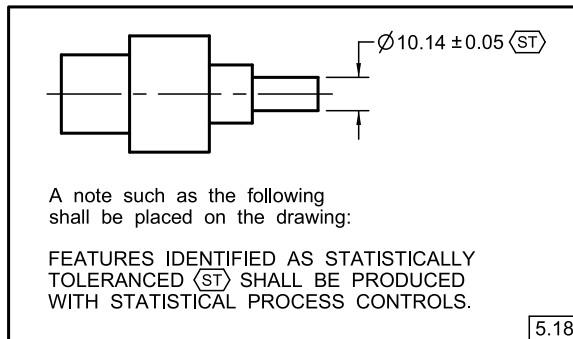 Ø10.14 ±0.05 ST
A note such as the following
shall be placed on the drawing:
FEATURES IDENTIFIED AS STATISTICALLY
TOLERANCED ST SHALL BE PRODUCED
WITH STATISTICAL PROCESS CONTROLS.
5.18